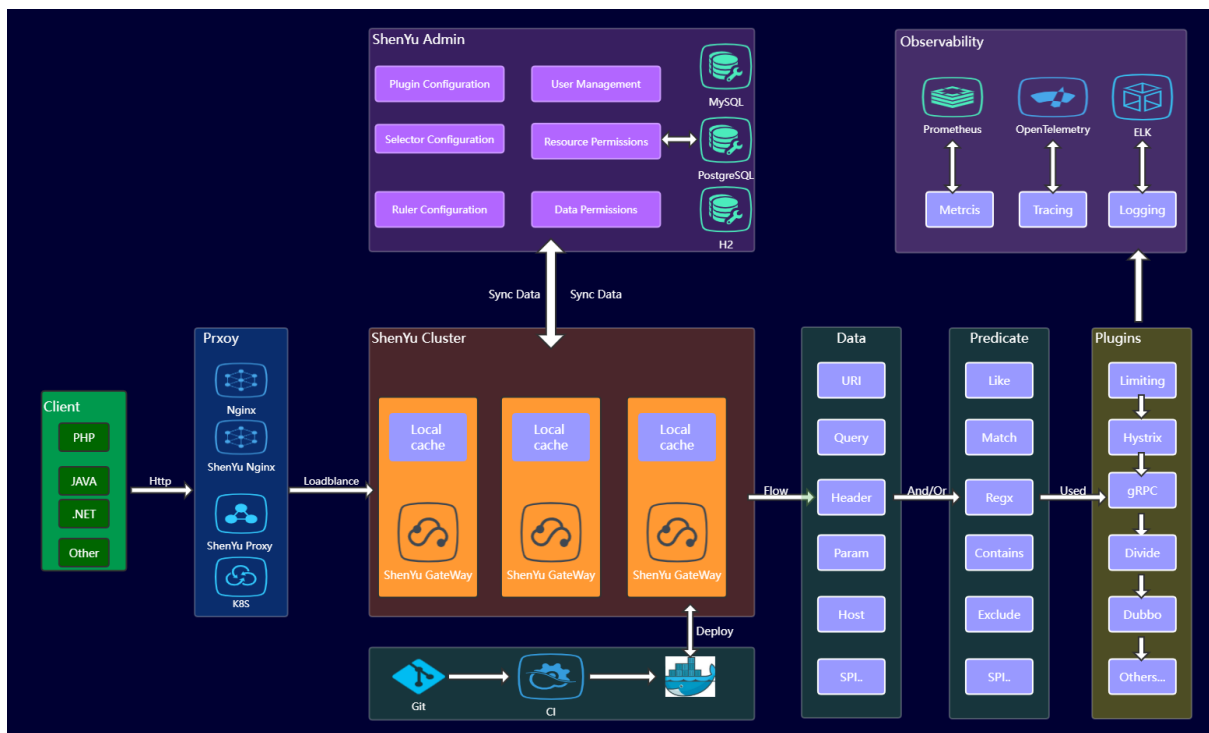 ShenYu Admin
Plugin Configuration
User Management
MySQL
Selector Configuration
Resource Permissions
PostgreSQL
Ruler Configuration
Data Permissions
H2
Observability
Prometheus
OpenTelemetry
ELK
Metrcis
Tracing
Logging
Sync Data
Sync Data
Client
PHP
JAVA
.NET
Other
Http
Prxoy
Nginx
ShenYu Nginx
ShenYu Proxy
K8S
Loadblance
ShenYu Cluster
Local
cache
Local
cache
Local
cache
ShenYu GateWay
ShenYu GateWay
ShenYu GateWay
Deploy
Git
CI
Flow
Data
URI
Query
Header
Param
Host
SPI..
And/Or
Predicate
Like
Match
Regx
Contains
Exclude
SPI..
Used
Plugins
Limiting
Hystrix
gRPC
Divide
Dubbo
Others...